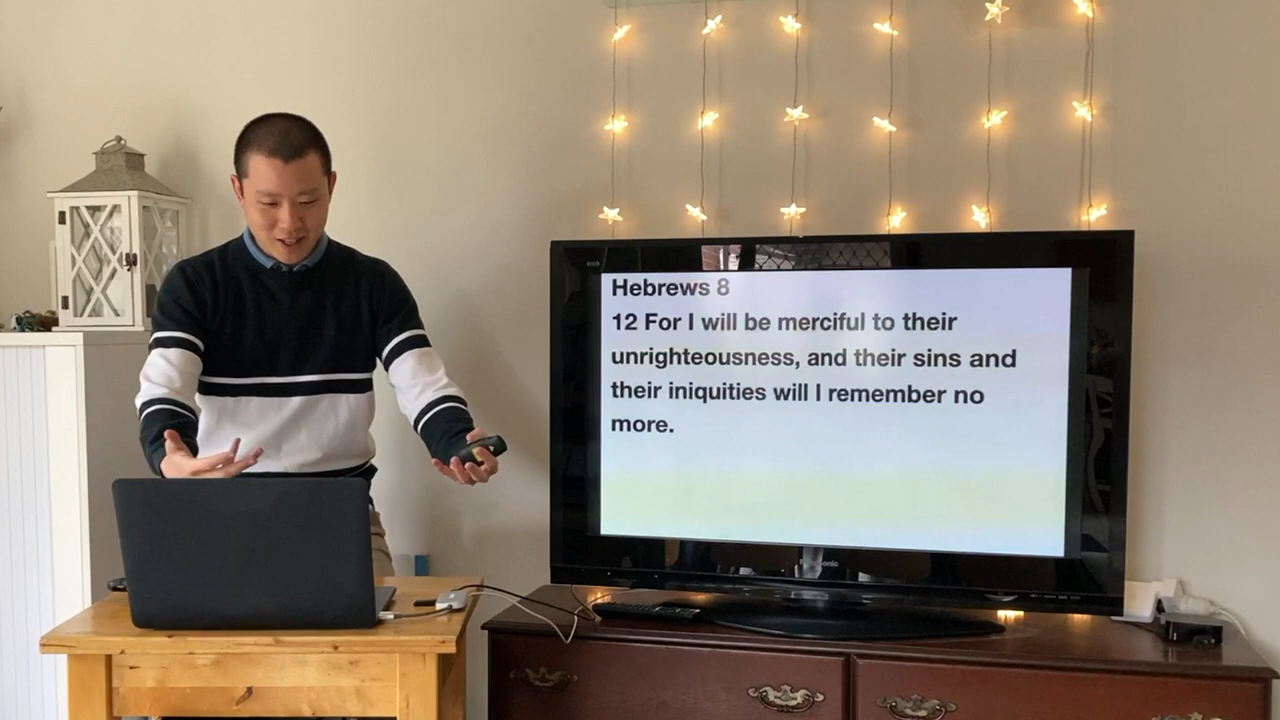 Hebrews 8
12 For I will be merciful to their
unrighteousness, and their sins and
their iniquities will I remember no
more.
Panasonic